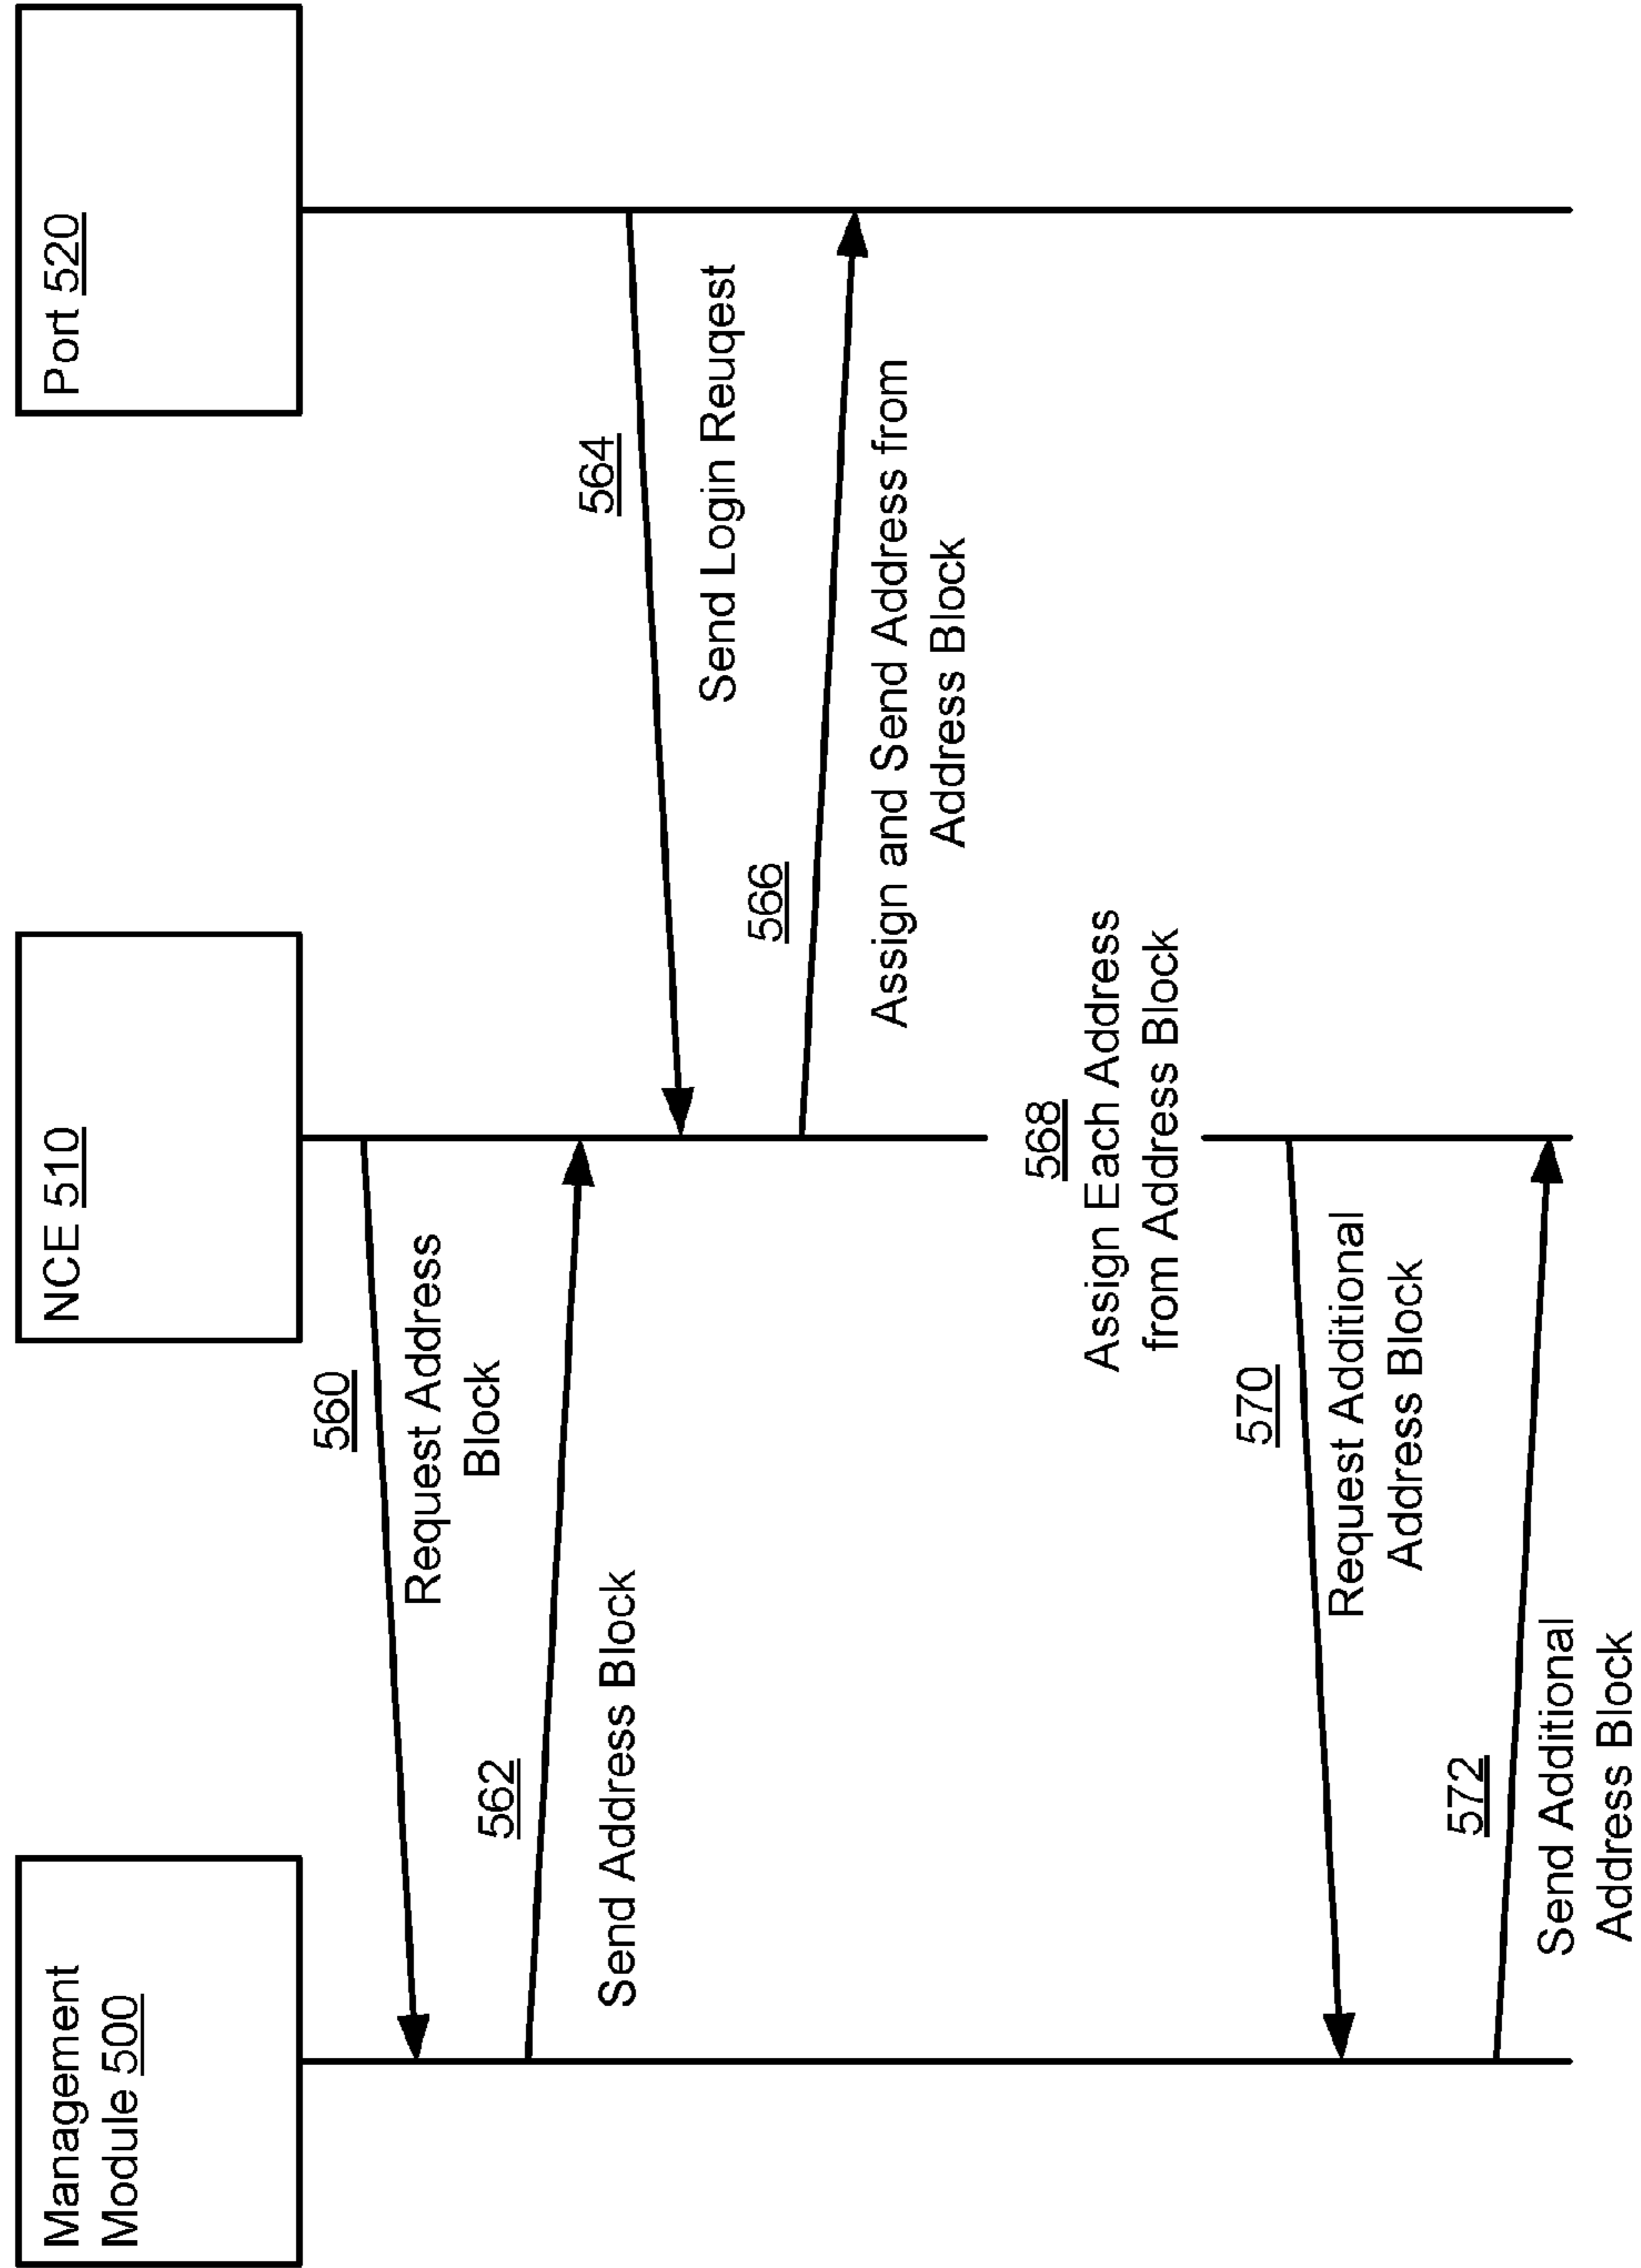 Management
Module 500
NCE 510
Port 520
560
Request Address
Block
562
Send Address Block
564
Send Login Reuqest
566
Assign and Send Address from
Address Block
568
Assign Each Address
from Address Block
570
Request Additional
Address Block
572
Send Additional
Address Block